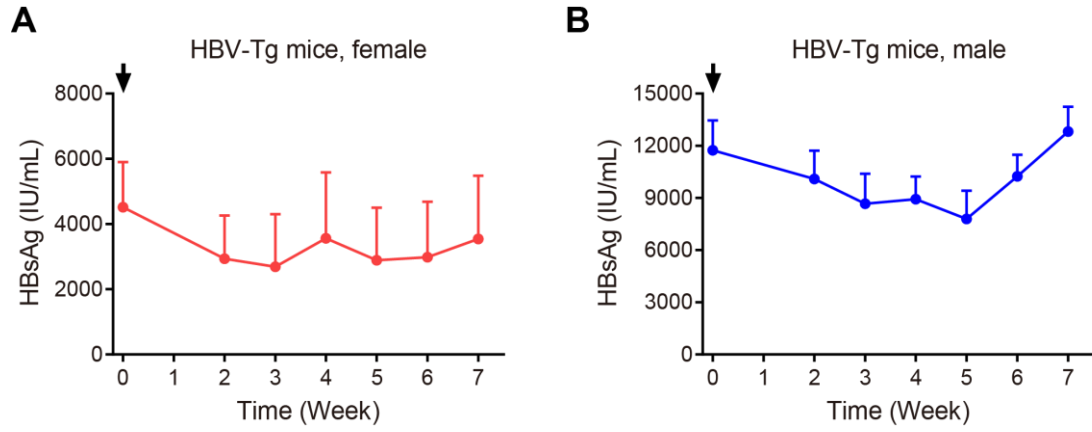 A
HBV-Tg mice, female
8000
6000
4000
2000
0
HBsAg (IU/mL)
0 1 2 3 4 5 6 7
Time (Week)
B
HBV-Tg mice, male
15000
12000
9000
6000
3000
0
HBsAg (IU/mL)
0 1 2 3 4 5 6 7
Time (Week)